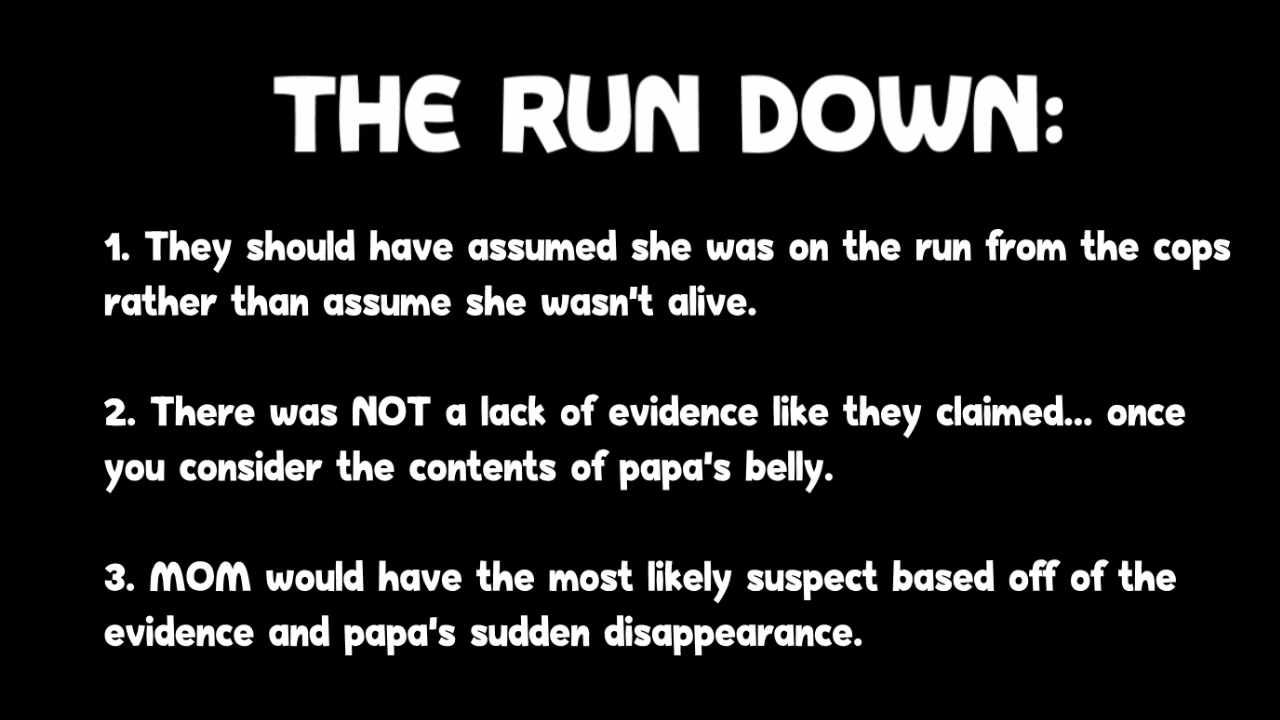 THE RUN DOWN:
1. They should have assumed she was on the run from the cops
rather than assume she wasn't alive.
2. There was NOT a lack of evidence like they claimed... once
you consider the contents of papa's belly.
3. MOM would have the most likely suspect based off of the
evidence and papa's sudden disappearance.